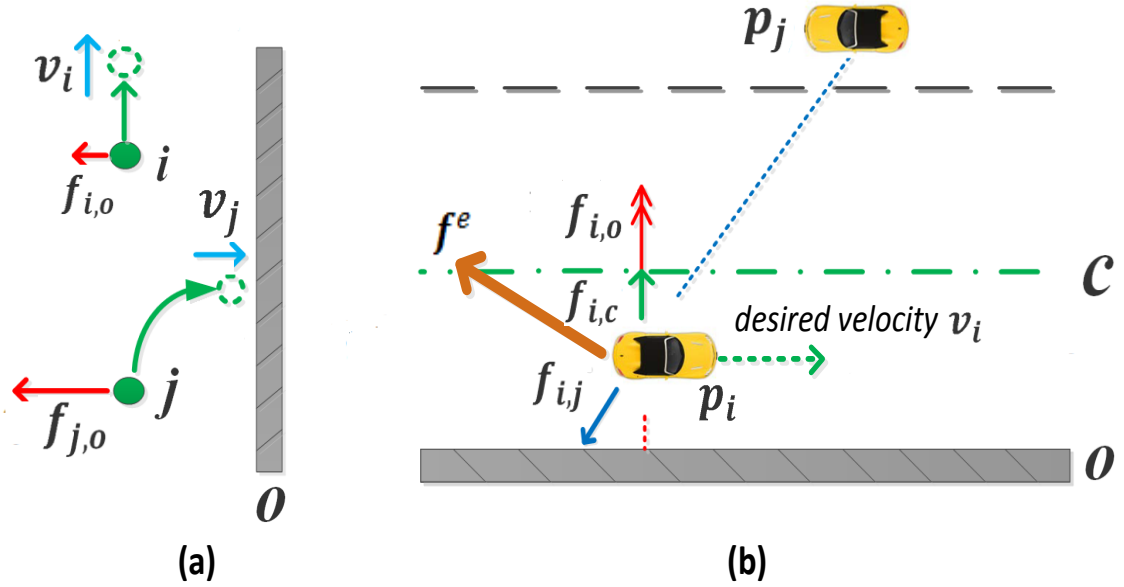 v_i
i
f_{i,o}
v_j
j
f_{j,o}
o
(a)
p_j
f_{i,o}
f^e
c
f_{i,c}
desired velocity v_i
f_{i,j}
p_i
o
(b)